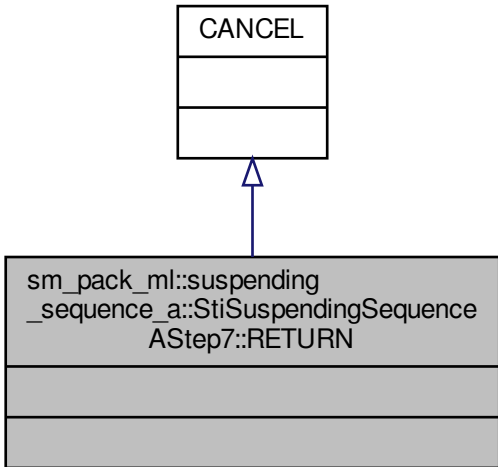 CANCEL
sm_pack_ml::suspending
_sequence_a::StiSuspendingSequence
AStep7::RETURN